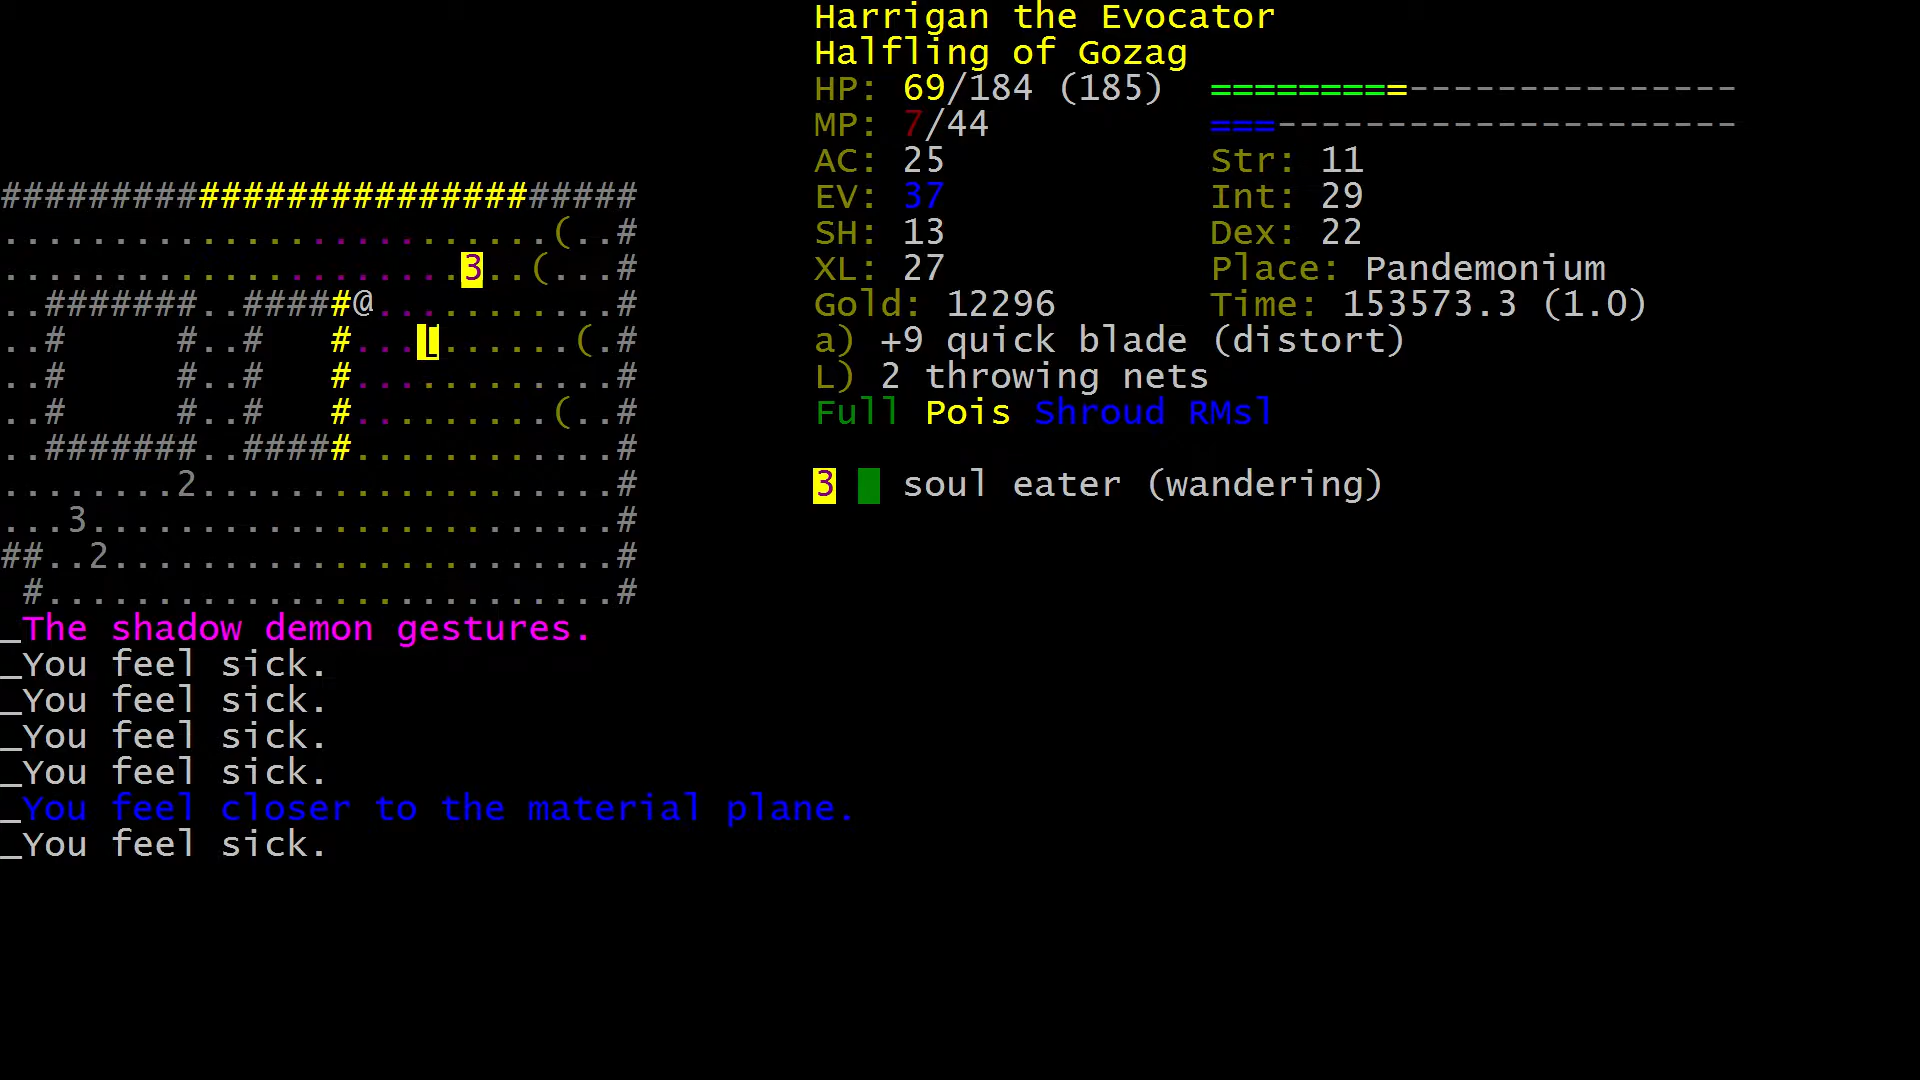 Harrigan the Evocator
Halfling of Gozag
HP: 69/184 (185) =========---------------
MP: 7/44 ===---------------------
AC: 25 Str: 11
EV: 37 Int: 29
SH: 13 Dex: 22
XL: 27 Place: Pandemonium
Gold: 12296 Time: 153573.3 (1.0)
a) +9 quick blade (distort)
L) 2 throwing nets
Full Pois Shroud RMsl
3 soul eater (wandering)
#############################
.........................(..#
.....................3..(...#
..#######..#####@...........#
..#     #..#   #...L......(.#
..#     #..#   #............#
..#     #..#   #.........(..#
..#######..#####............#
........2...................#
...3........................#
##..2.......................#
 #..........................#
_The shadow demon gestures.
_You feel sick.
_You feel sick.
_You feel sick.
_You feel sick.
_You feel closer to the material plane.
_You feel sick.